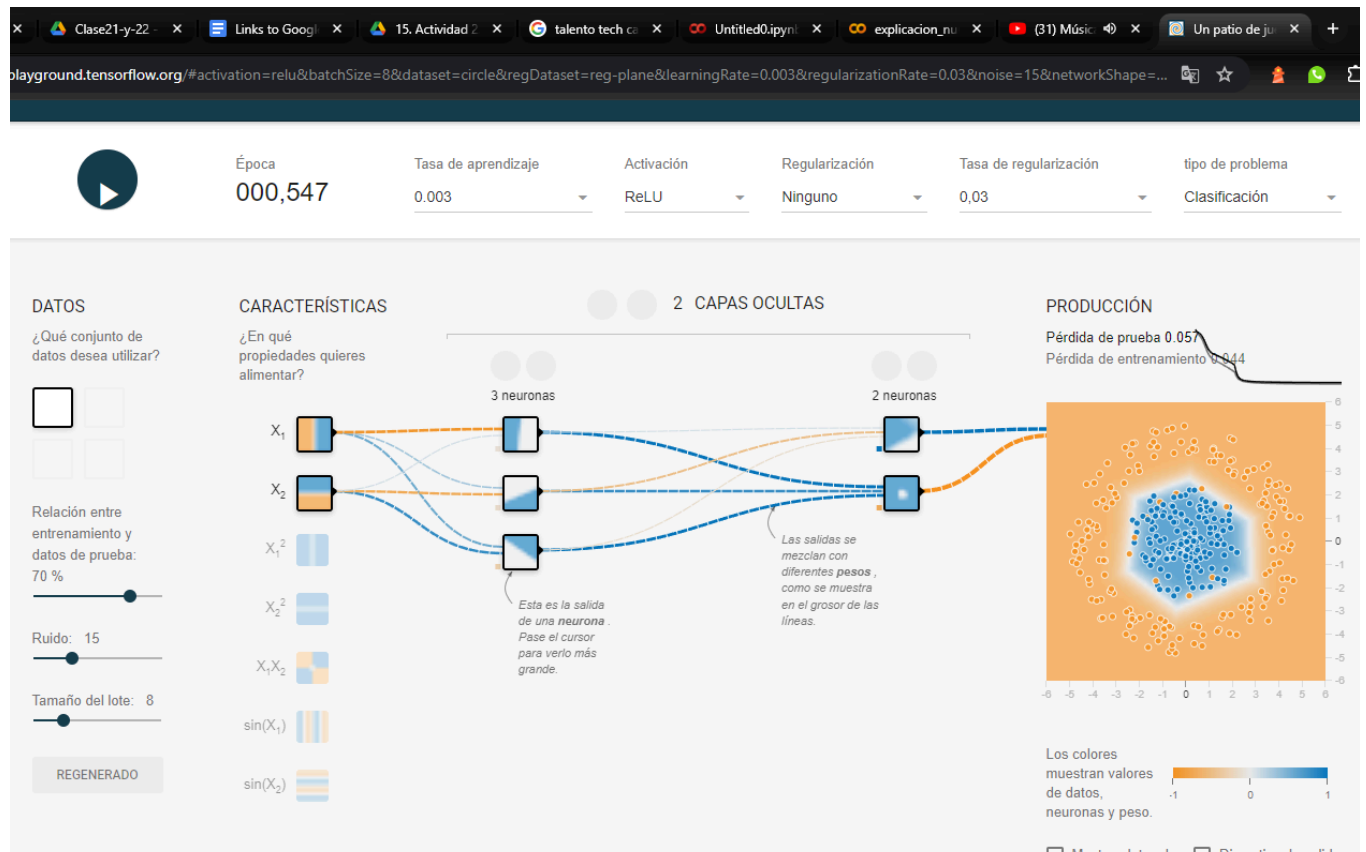 Clase21-y-22 -
Links to Googl
15. Actividad 2
talento tech ca
Untitled0.ipynb
explicacion_nu
(31) Músic
Un patio de ju
playground.tensorflow.org/#activation=relu&batchSize=8&dataset=circle&regDataset=reg-plane&learningRate=0.003&regularizationRate=0.03&noise=15&networkShape=...
Época
000,547
Tasa de aprendizaje
0.003
Activación
ReLU
Regularización
Ninguno
Tasa de regularización
0,03
tipo de problema
Clasificación
DATOS
¿Qué conjunto de
datos desea utilizar?
Relación entre
entrenamiento y
datos de prueba:
70 %
Ruido: 15
Tamaño del lote: 8
REGENERADO
CARACTERÍSTICAS
¿En qué
propiedades quieres
alimentar?
X₁
X₂
X₁²
X₂²
X₁X₂
sin(X₁)
sin(X₂)
2 CAPAS OCULTAS
3 neuronas
2 neuronas
Esta es la salida
de una neurona .
Pase el cursor
para verlo más
grande.
Las salidas se
mezclan con
diferentes pesos ,
como se muestra
en el grosor de las
líneas.
PRODUCCIÓN
Pérdida de prueba 0.057
Pérdida de entrenamiento 0.044
6
5
4
3
2
1
0
-1
-2
-3
-4
-5
-6
-6 -5 -4 -3 -2 -1 0 1 2 3 4 5 6
Los colores
muestran valores
de datos,
neuronas y peso.
-1 0 1